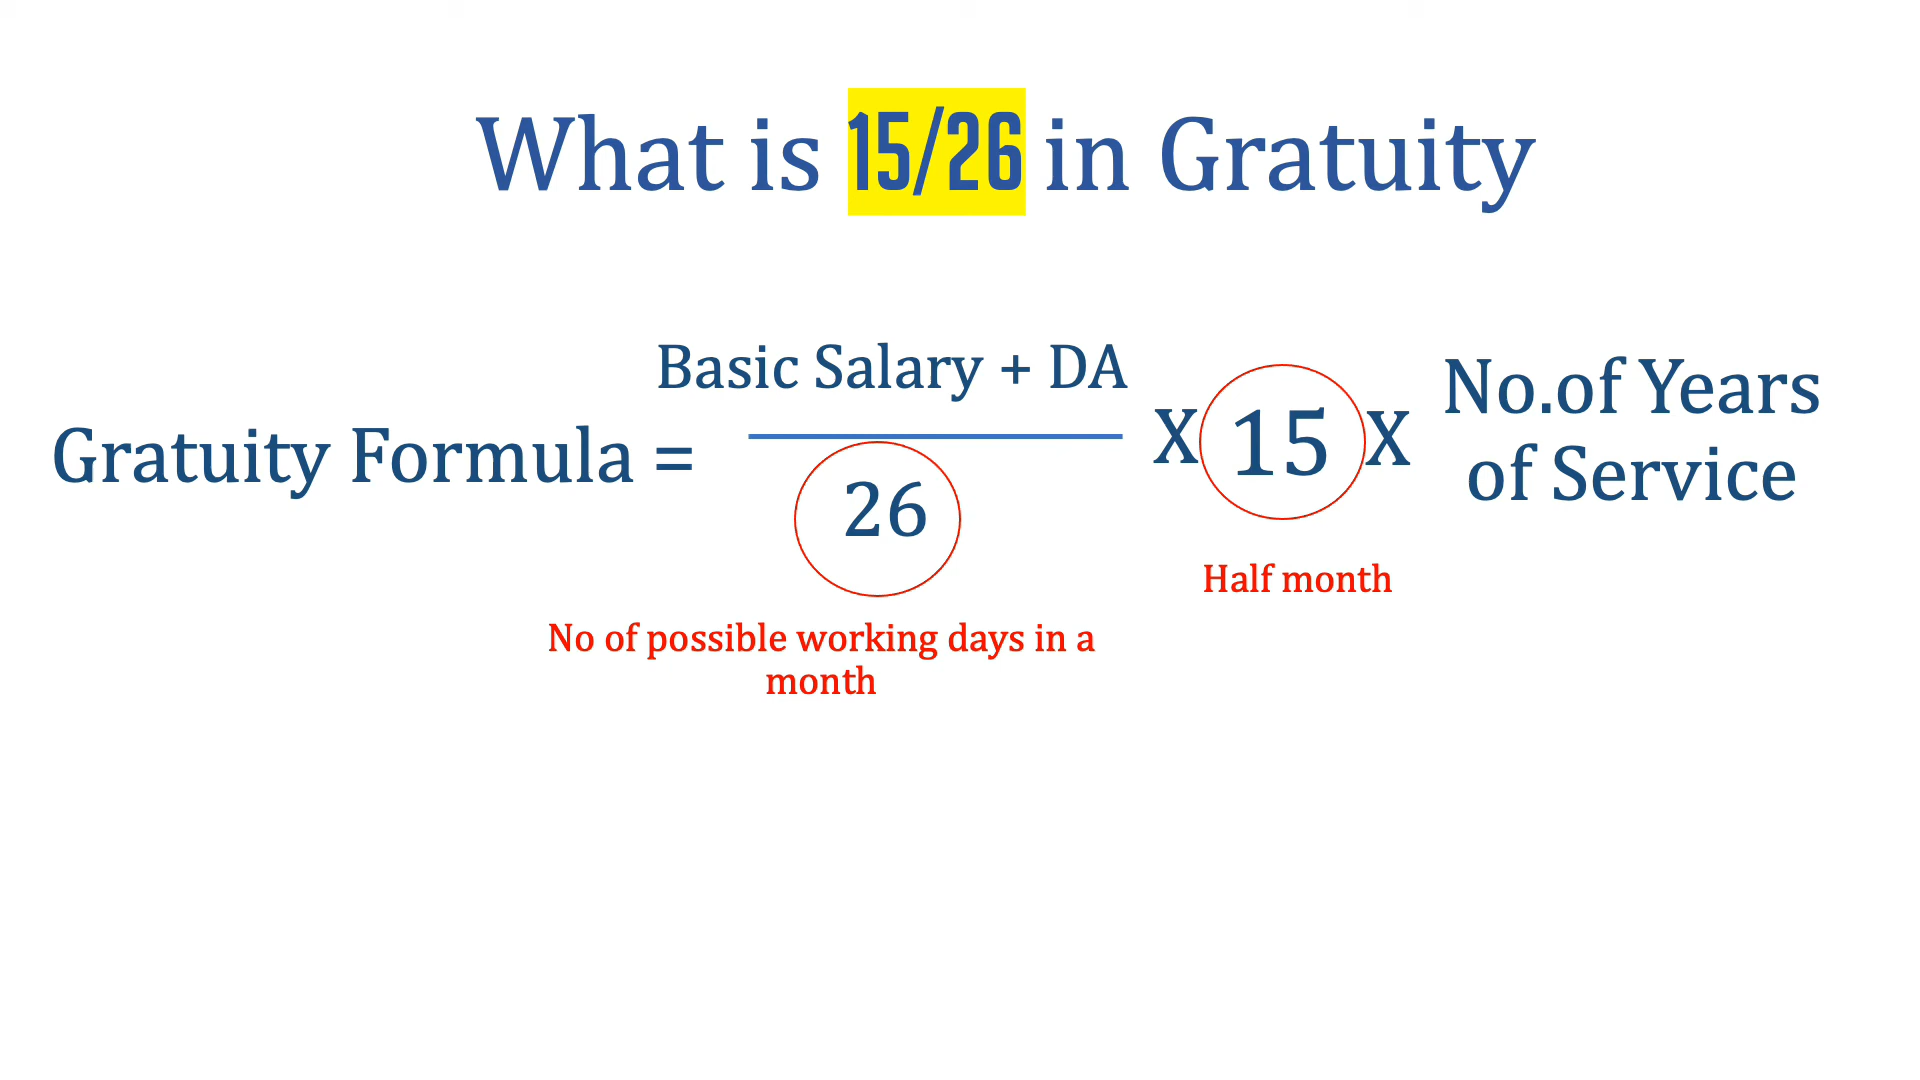 What is 15/26 in Gratuity
Gratuity Formula =
Basic Salary + DA
26
X 15 X
No.of Years
of Service
Half month
No of possible working days in a
month